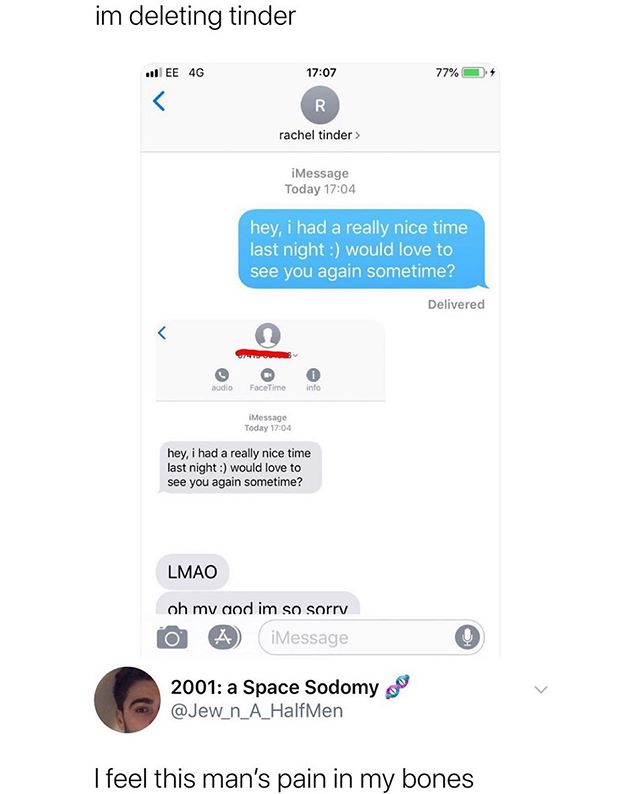 im deleting tinder
EE 4G 17:07 77%
R
rachel tinder >
iMessage
Today 17:04
hey, i had a really nice time
last night :) would love to
see you again sometime?
Delivered
audio FaceTime info
iMessage
Today 17:04
hey, i had a really nice time
last night :) would love to
see you again sometime?
LMAO
oh my god im so sorry
iMessage
2001: a Space Sodomy 🧬
@Jew_n_A_HalfMen
I feel this man's pain in my bones